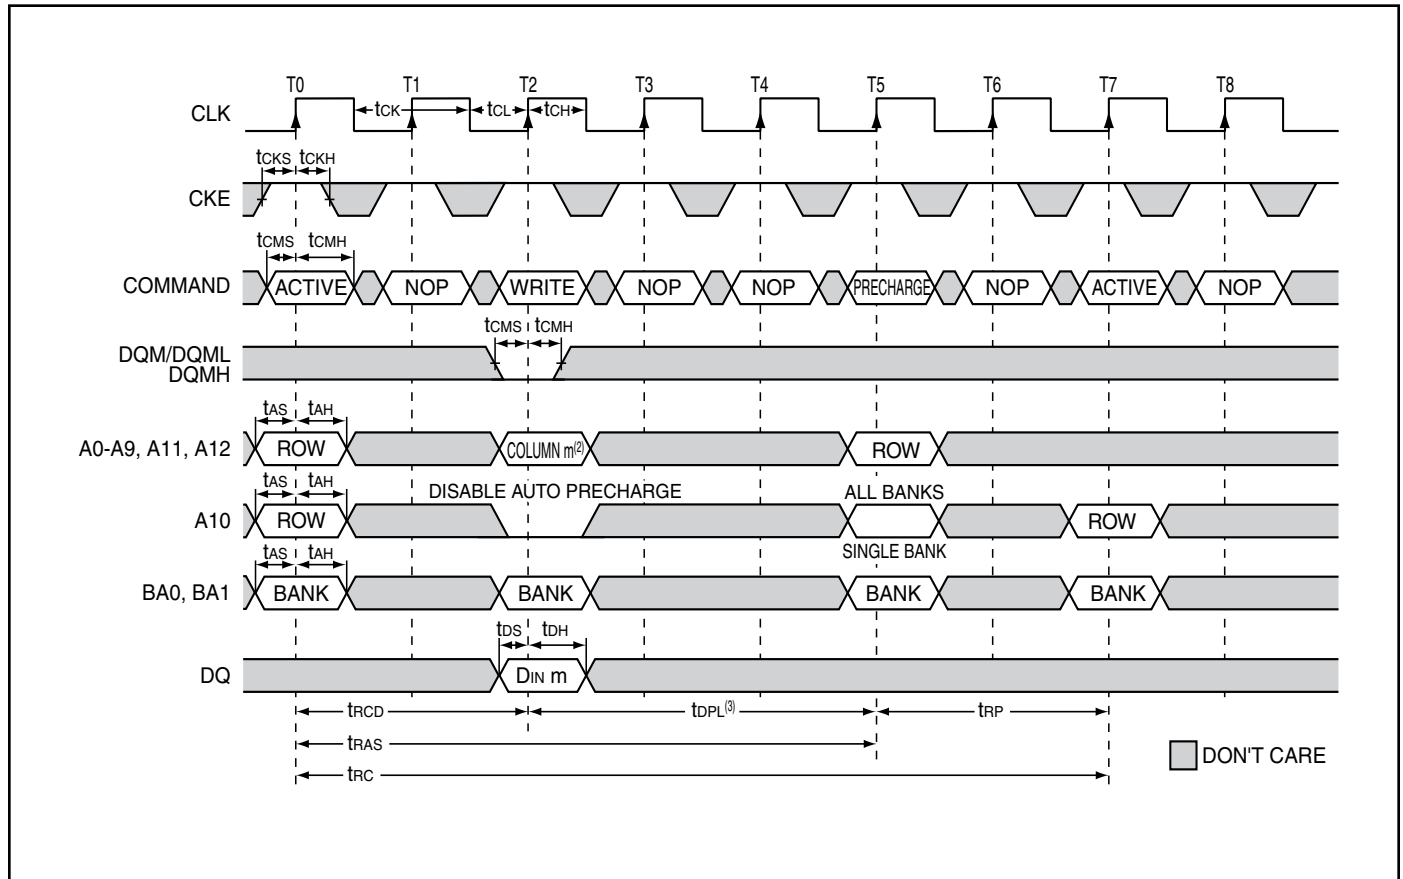 T0 T1 T2 T3 T4 T5 T6 T7 T8
CLK tCK tCL tCH
tCKS tCKH
CKE
tCMS tCMH
COMMAND ACTIVE NOP WRITE NOP NOP PRECHARGE NOP ACTIVE NOP
tCMS tCMH
DQM/DQML
DQMH
tAS tAH
A0-A9, A11, A12 ROW COLUMN m(2) ROW
tAS tAH DISABLE AUTO PRECHARGE ALL BANKS
A10 ROW ROW
tAS tAH SINGLE BANK
BA0, BA1 BANK BANK BANK BANK
tDS tDH
DQ DIN m
tRCD tDPL(3) tRP
tRAS
DON'T CARE
tRC